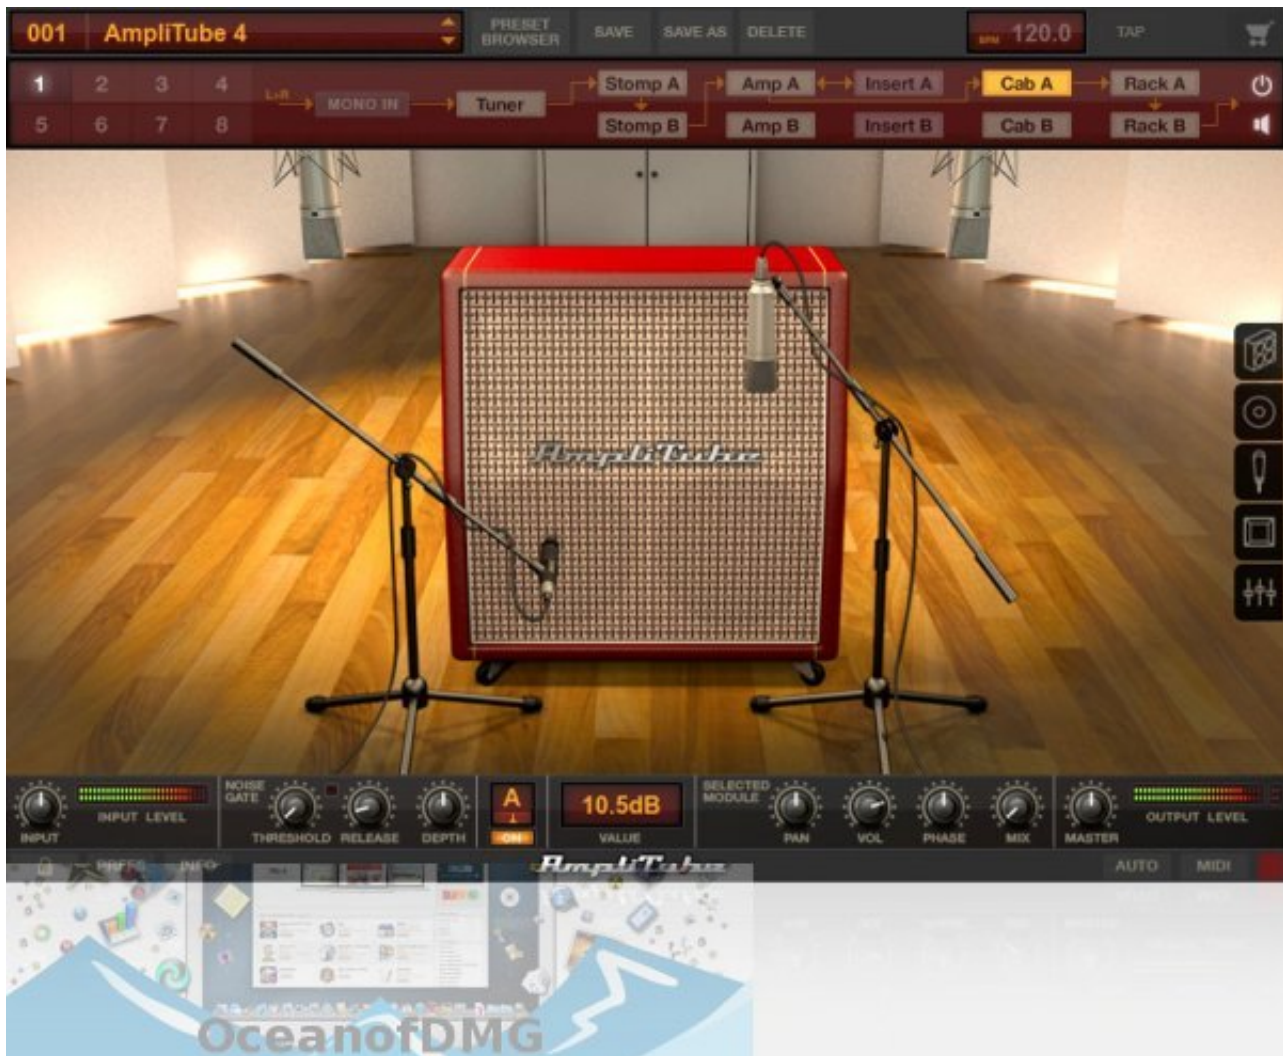 001 AmpliTube 4 PRESET BROWSER SAVE SAVE AS DELETE BPM 120.0 TAP
1 2 3 4
5 6 7 8
L+R MONO IN Tuner Stomp A Amp A Insert A Cab A Rack A
Stomp B Amp B Insert B Cab B Rack B
AmpliTube
INPUT INPUT LEVEL NOISE GATE THRESHOLD RELEASE DEPTH A ON 10.5dB VALUE SELECTED MODULE PAN VOL PHASE MIX MASTER OUTPUT LEVEL
PREFS INFO AmpliTube AUTO MIDI
OceanofDMG